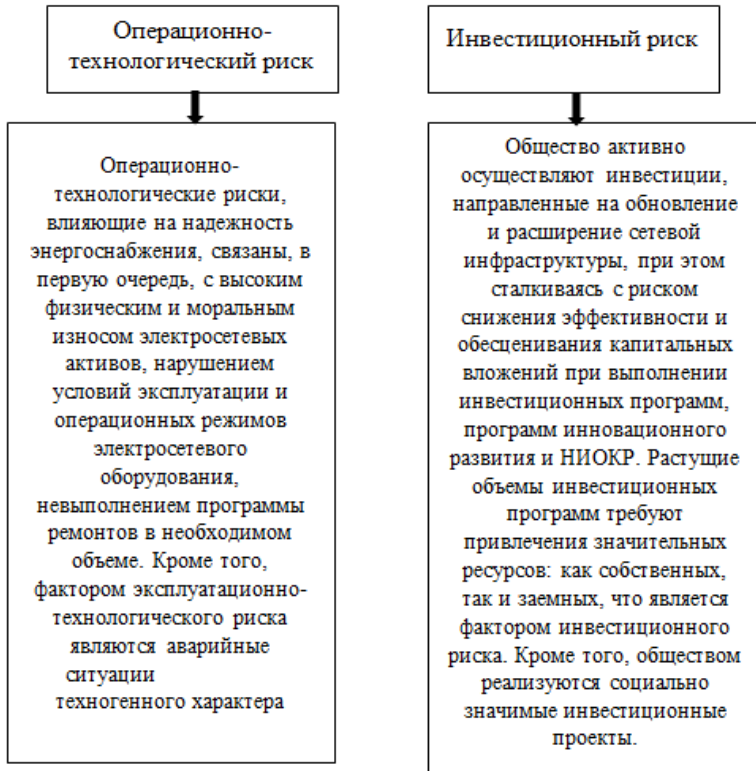 Операционно-
технологический риск
Операционно-
технологические риски,
влияющие на надежность
энергоснабжения, связаны, в
первую очередь, с высоким
физическим и моральным
износом электросетевых
активов, нарушением
условий эксплуатации и
операционных режимов
электросетевого
оборудования,
невыполнением программы
ремонтов в необходимом
объеме. Кроме того,
фактором эксплуатационно-
технологического риска
являются аварийные
ситуации
техногенного характера
Инвестиционный риск
Общество активно
осуществляют инвестиции,
направленные на обновление
и расширение сетевой
инфраструктуры, при этом
сталкиваясь с риском
снижения эффективности и
обесценивания капитальных
вложений при выполнении
инвестиционных программ,
программ инновационного
развития и НИОКР. Растущие
объемы инвестиционных
программ требуют
привлечения значительных
ресурсов: как собственных,
так и заемных, что является
фактором инвестиционного
риска. Кроме того, обществом
реализуются социально
значимые инвестиционные
проекты.